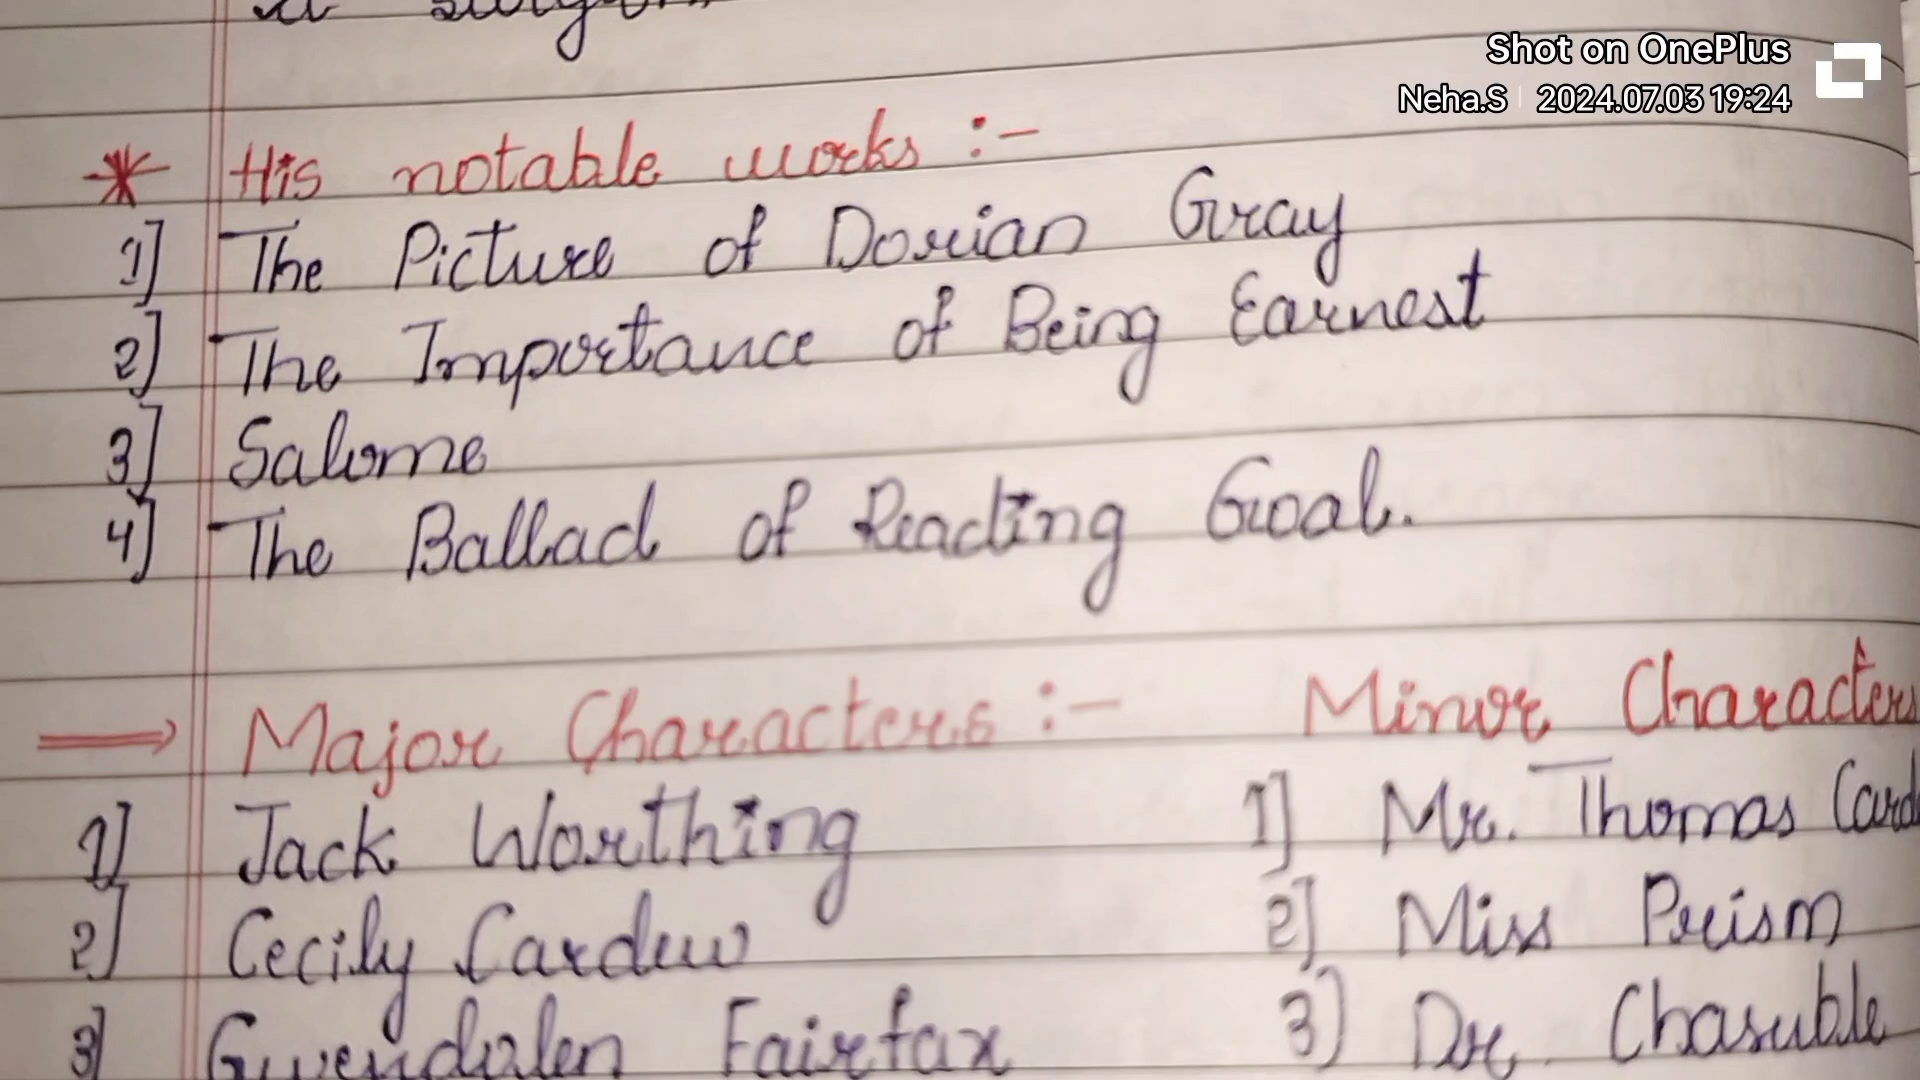 Shot on OnePlus
Neha.S | 2024.07.03 19:24
* His notable works :-
1] The Picture of Dorian Gray
2] The Importance of Being Earnest
3] Salome
4] The Ballad of Reading Goal.
→ Major Characters :- Minor Characters
1] Jack Worthing 1] Mr. Thomas Card
2] Cecily Cardew 2] Miss Prism
3] Gwendolen Fairfax 3) Dr. Chasuble